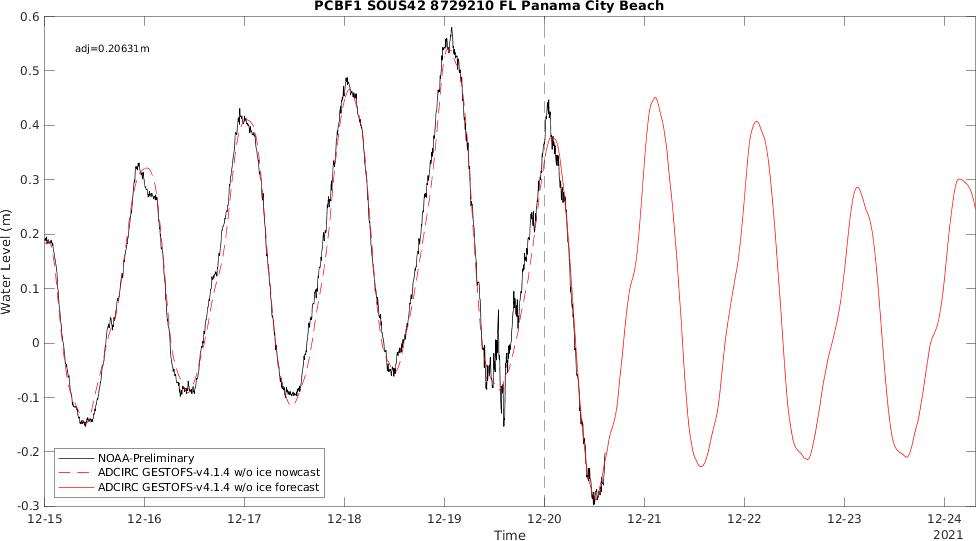 PCBF1 SOUS42 8729210 FL Panama City Beach
adj=0.20631m
Water Level (m)
0.6
0.5
0.4
0.3
0.2
0.1
0
-0.1
-0.2
-0.3
NOAA-Preliminary
ADCIRC GESTOFS-v4.1.4 w/o ice nowcast
ADCIRC GESTOFS-v4.1.4 w/o ice forecast
12-15 12-16 12-17 12-18 12-19 12-20 12-21 12-22 12-23 12-24
Time
2021